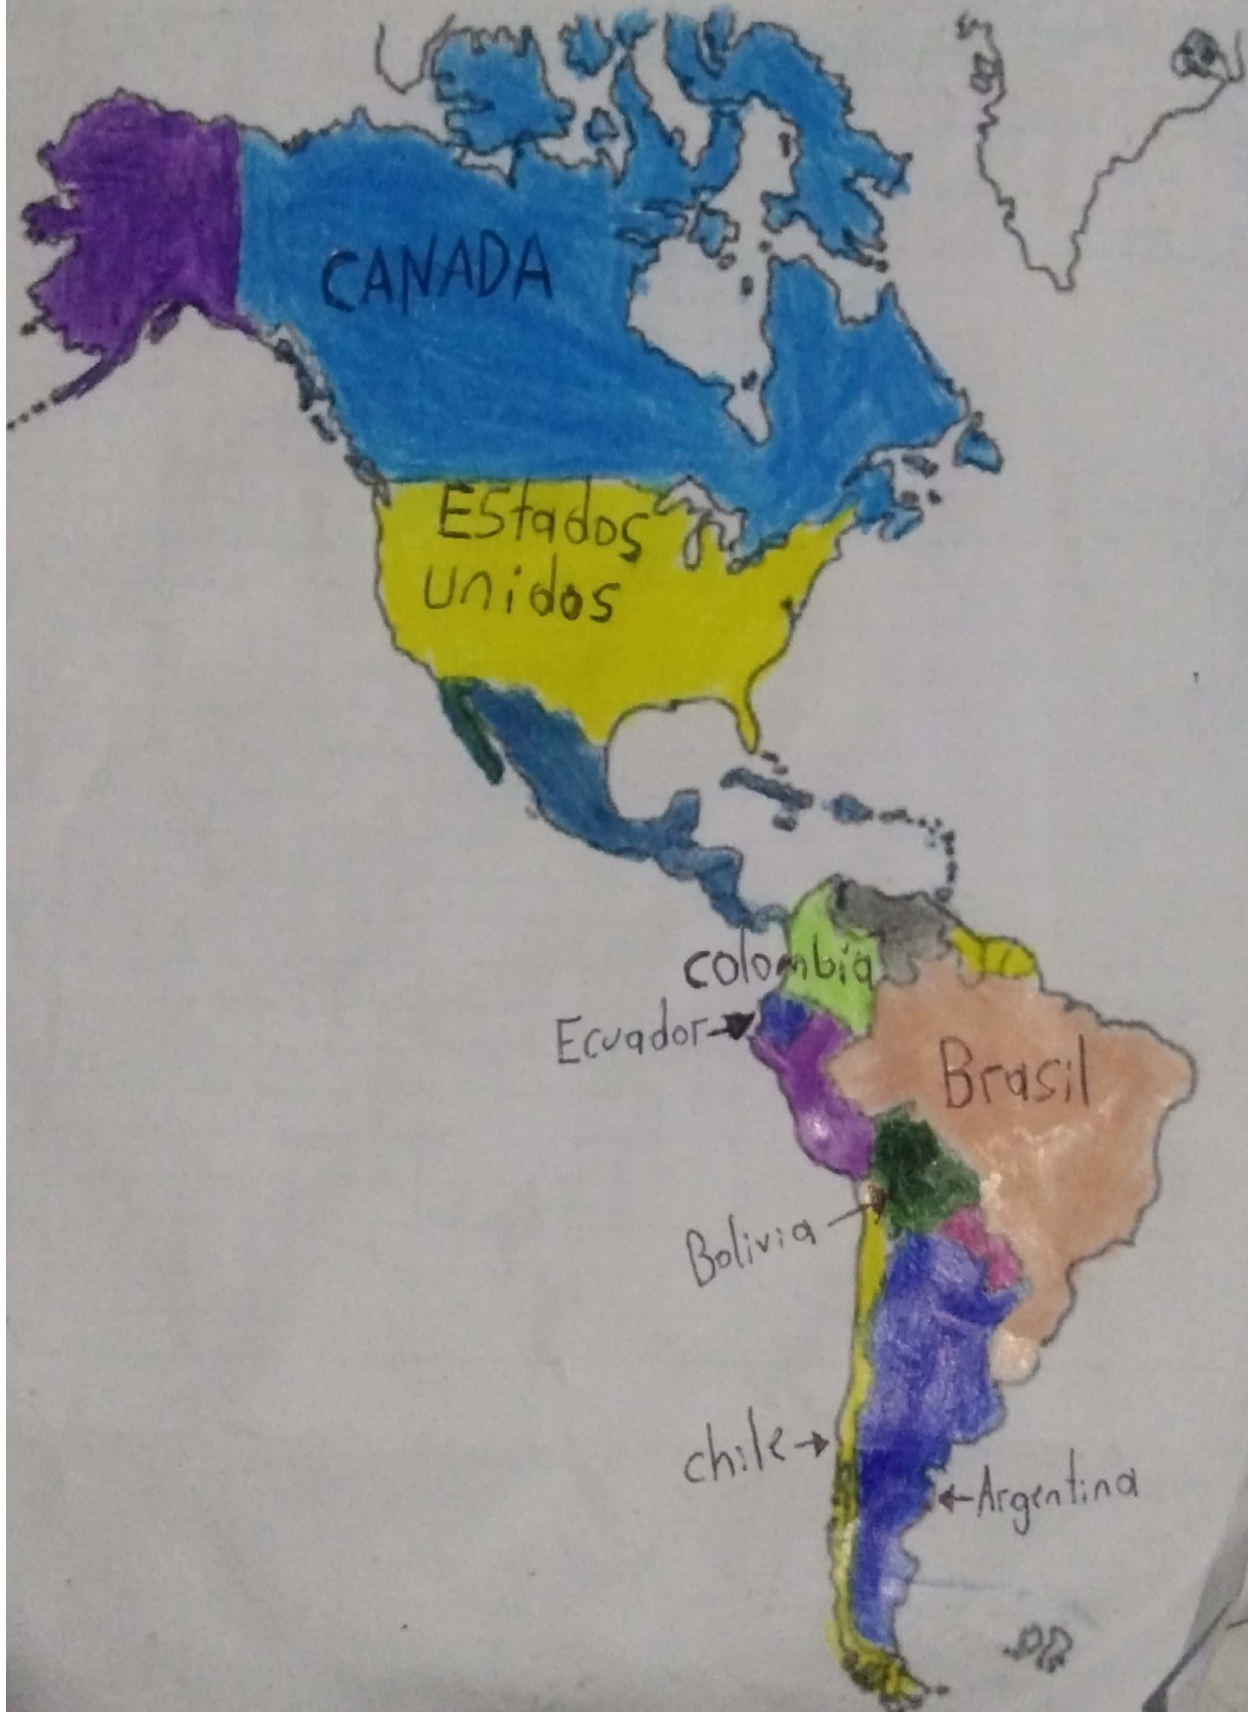 CANADA
EStados
unidos
colombia
Ecuador
Brasil
Bolivia
chile
Argentina